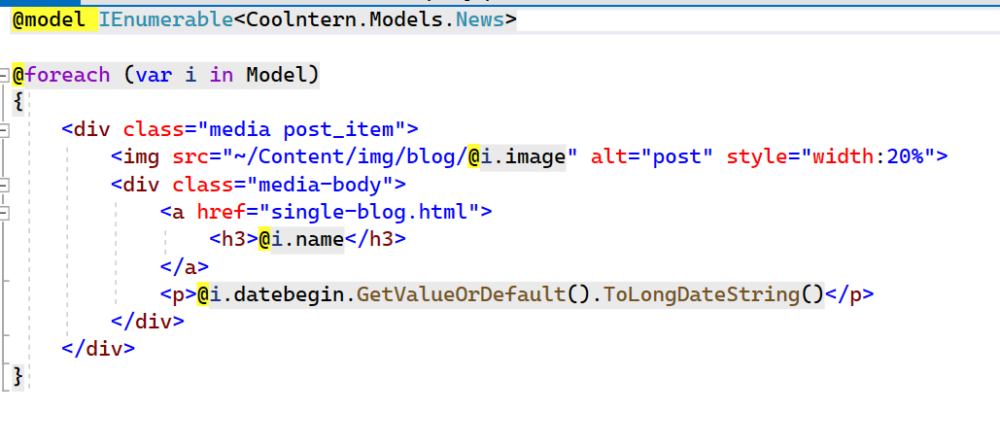 @model IEnumerable<Coolntern.Models.News>
@foreach (var i in Model)
{
<div class="media post_item">
<img src="~/Content/img/blog/@i.image" alt="post" style="width:20%">
<div class="media-body">
<a href="single-blog.html">
<h3>@i.name</h3>
</a>
<p>@i.datebegin.GetValueOrDefault().ToLongDateString()</p>
</div>
</div>
}